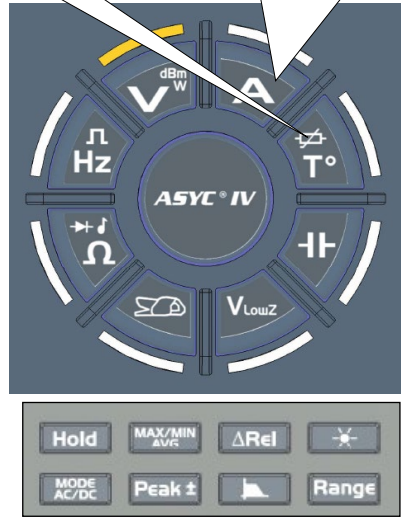 dBm
V W
A
Hz
T°
ASYC® IV
Ω
VLowZ
Hold
MAX/MIN
AVG
ΔRel
MODE
AC/DC
Peak ±
Range